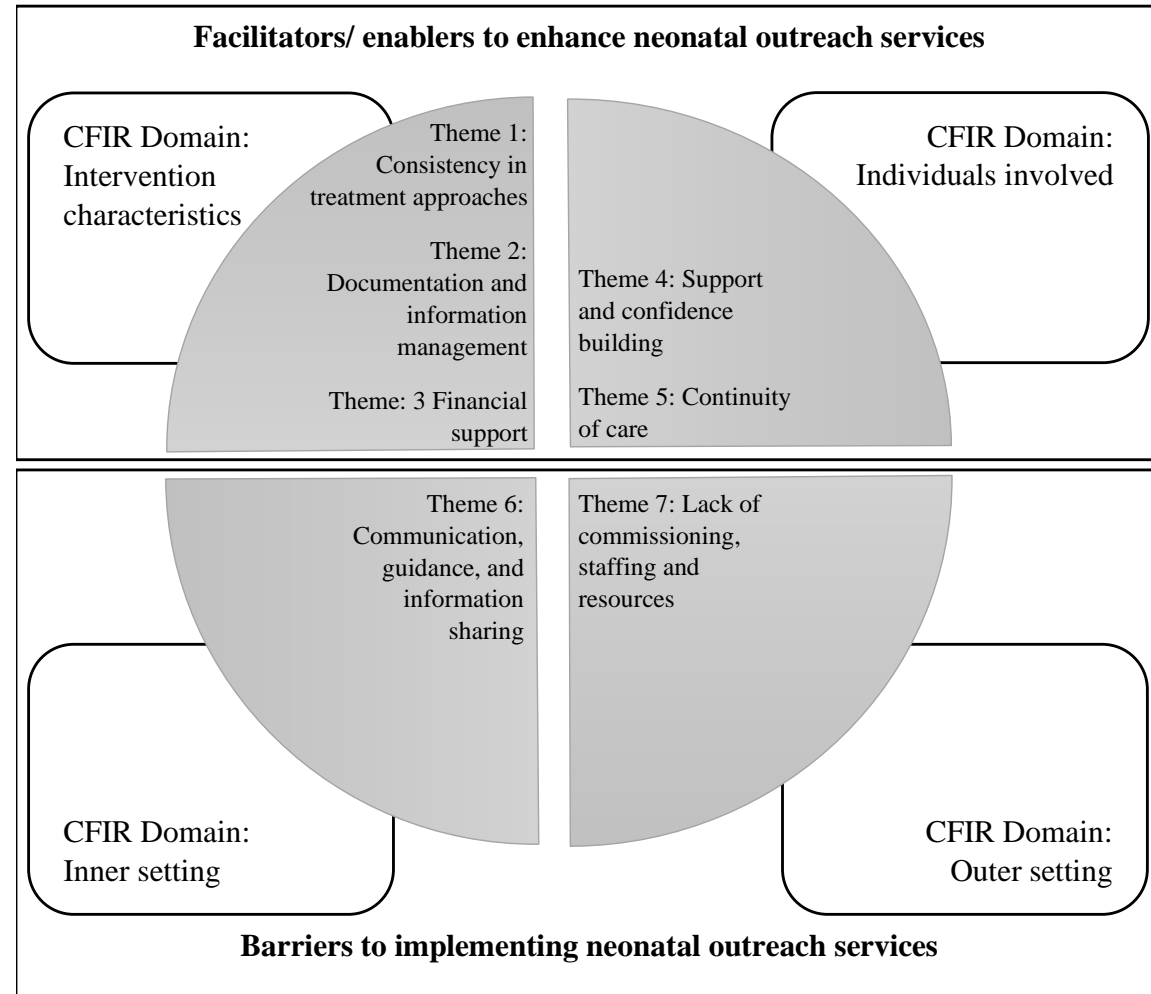 Facilitators/ enablers to enhance neonatal outreach services
CFIR Domain:
Intervention
characteristics
Theme 1:
Consistency in
treatment approaches
Theme 2:
Documentation and
information
management
Theme: 3 Financial
support
CFIR Domain:
Individuals involved
Theme 4: Support
and confidence
building
Theme 5: Continuity
of care
Theme 6:
Communication,
guidance, and
information
sharing
CFIR Domain:
Inner setting
Theme 7: Lack of
commissioning,
staffing and
resources
CFIR Domain:
Outer setting
Barriers to implementing neonatal outreach services